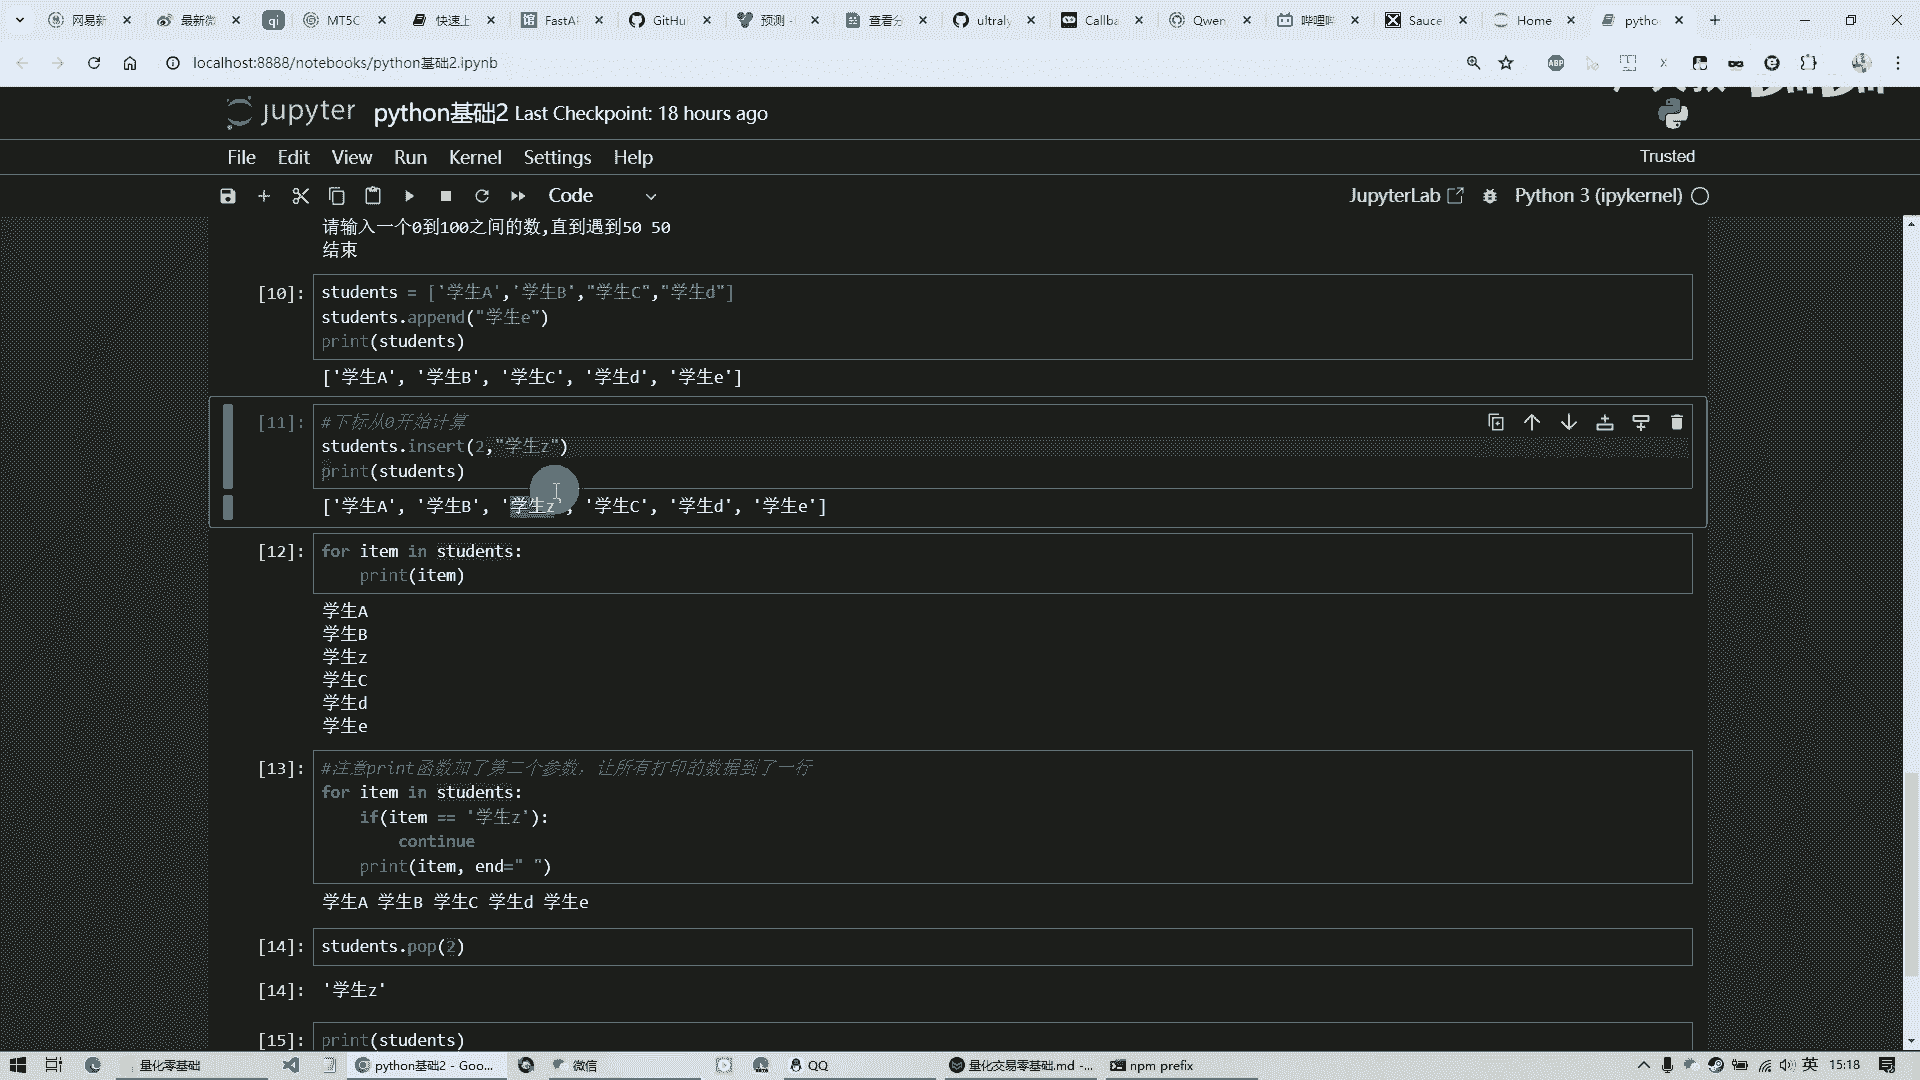 网易新 最新微 qi MT5C 快速上 FastAF GitHu 预测 - 查看分 ultraly Callba Qwen 哔哩哔 Sauce Home pytho
localhost:8888/notebooks/python基础2.ipynb
ABP
jupyter python基础2 Last Checkpoint: 18 hours ago
File Edit View Run Kernel Settings Help Trusted
Code JupyterLab Python 3 (ipykernel)
请输入一个0到100之间的数,直到遇到50 50
结束
[10]: students = ['学生A','学生B',"学生C","学生d"]
students.append("学生e")
print(students)
['学生A', '学生B', '学生C', '学生d', '学生e']
[11]: #下标从0开始计算
students.insert(2,"学生z")
print(students)
['学生A', '学生B', '学生z', '学生C', '学生d', '学生e']
[12]: for item in students:
print(item)
学生A
学生B
学生z
学生C
学生d
学生e
[13]: #注意print函数加了第二个参数，让所有打印的数据到了一行
for item in students:
if(item == '学生z'):
continue
print(item, end=" ")
学生A 学生B 学生C 学生d 学生e
[14]: students.pop(2)
[14]: '学生z'
[15]: print(students)
量化零基础 python基础2 - Goo... 微信 QQ 量化交易零基础.md -... npm prefix 英 15:18